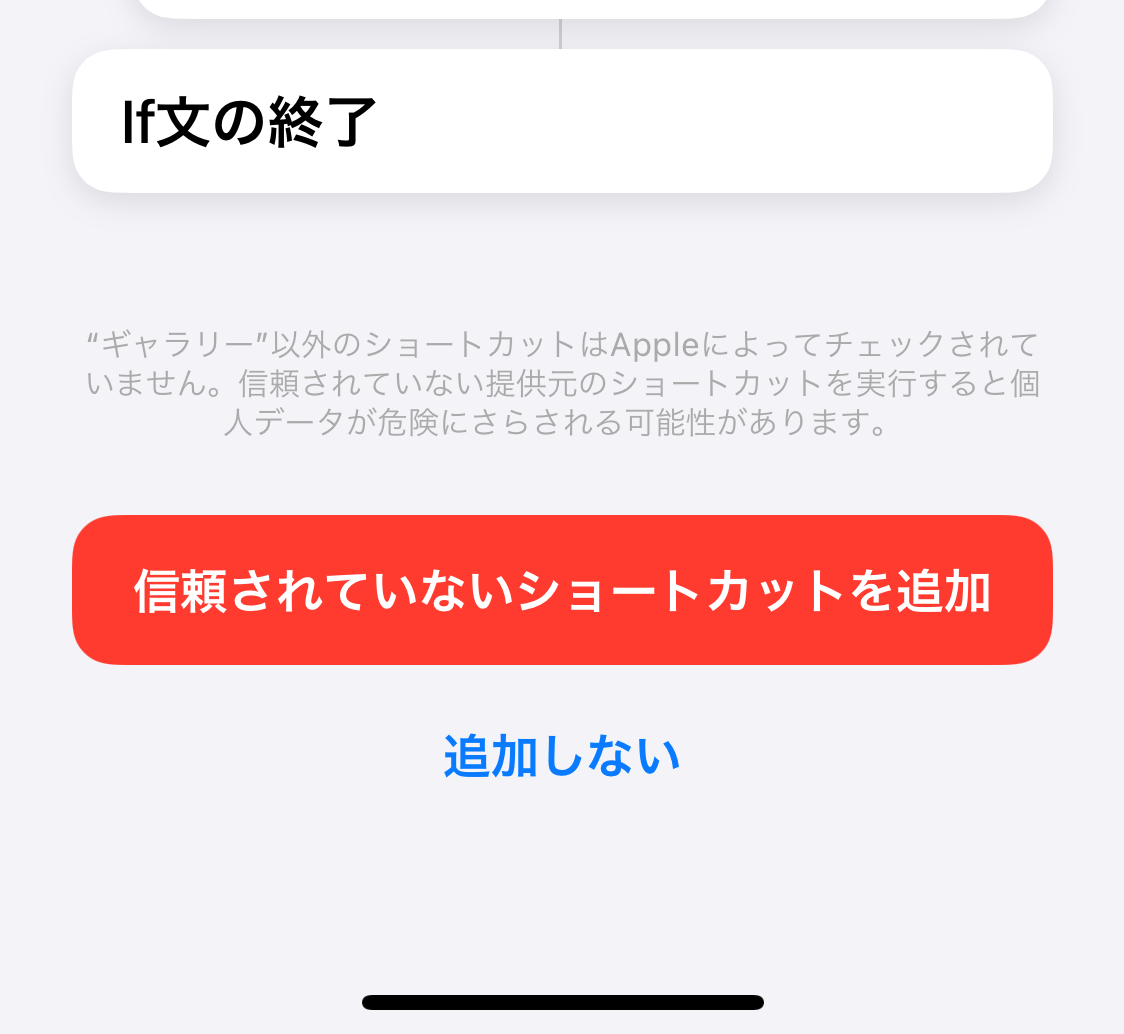 If文の終了
“ギャラリー”以外のショートカットはAppleによってチェックされて
いません。信頼されていない提供元のショートカットを実行すると個
人データが危険にさらされる可能性があります。
信頼されていないショートカットを追加
追加しない